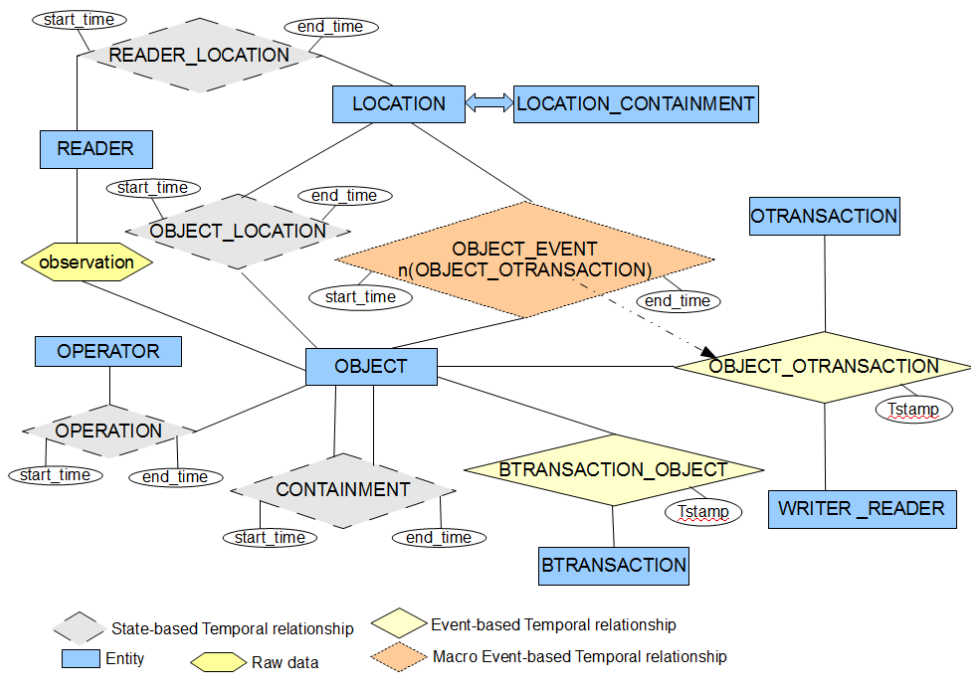 start_time
end_time
READER_LOCATION
LOCATION
LOCATION_CONTAINMENT
READER
start_time
end_time
OBJECT_LOCATION
OTRANSACTION
observation
OBJECT_EVENT
n(OBJECT_OTRANSACTION)
start_time
end_time
OPERATOR
OBJECT
OBJECT_OTRANSACTION
Tstamp
OPERATION
start_time
end_time
CONTAINMENT
start_time
end_time
BTRANSACTION_OBJECT
Tstamp
WRITER _READER
BTRANSACTION
State-based Temporal relationship
Event-based Temporal relationship
Entity
Raw data
Macro Event-based Temporal relationship